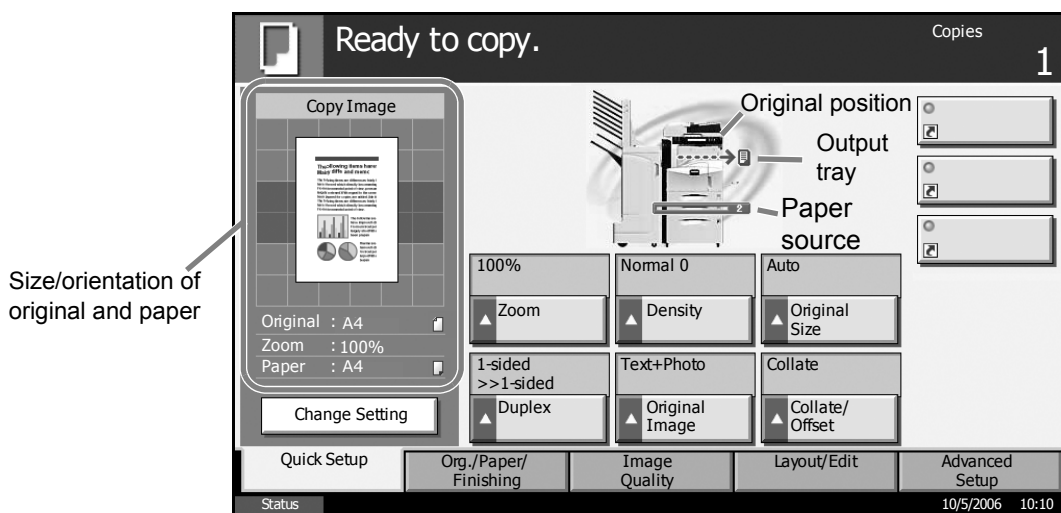 Ready to copy.
Copies
1
Copy Image
Original position
Output
tray
2
Paper
source
Size/orientation of
original and paper
Original : A4
Zoom : 100%
Paper : A4
Change Setting
100%
Zoom
Normal 0
Density
Auto
Original
Size
1-sided
>>1-sided
Duplex
Text+Photo
Original
Image
Collate
Collate/
Offset
Quick Setup
Org./Paper/
Finishing
Image
Quality
Layout/Edit
Advanced
Setup
Status
10/5/2006 10:10